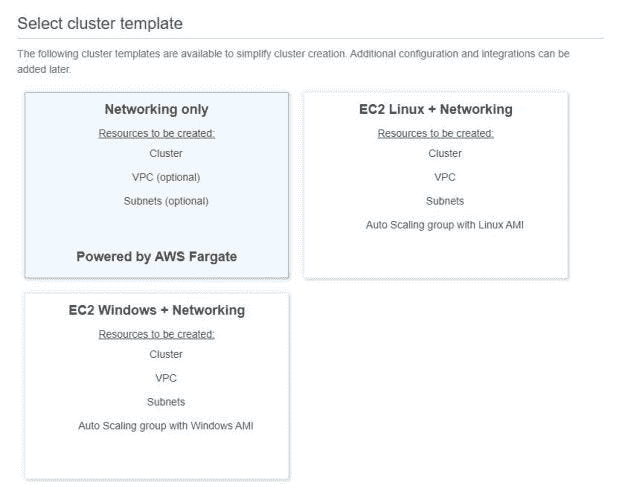 Select cluster template
The following cluster templates are available to simplify cluster creation. Additional configuration and integrations can be
added later.
Networking only
Resources to be created:
Cluster
VPC (optional)
Subnets (optional)
Powered by AWS Fargate
EC2 Linux + Networking
Resources to be created:
Cluster
VPC
Subnets
Auto Scaling group with Linux AMI
EC2 Windows + Networking
Resources to be created:
Cluster
VPC
Subnets
Auto Scaling group with Windows AMI